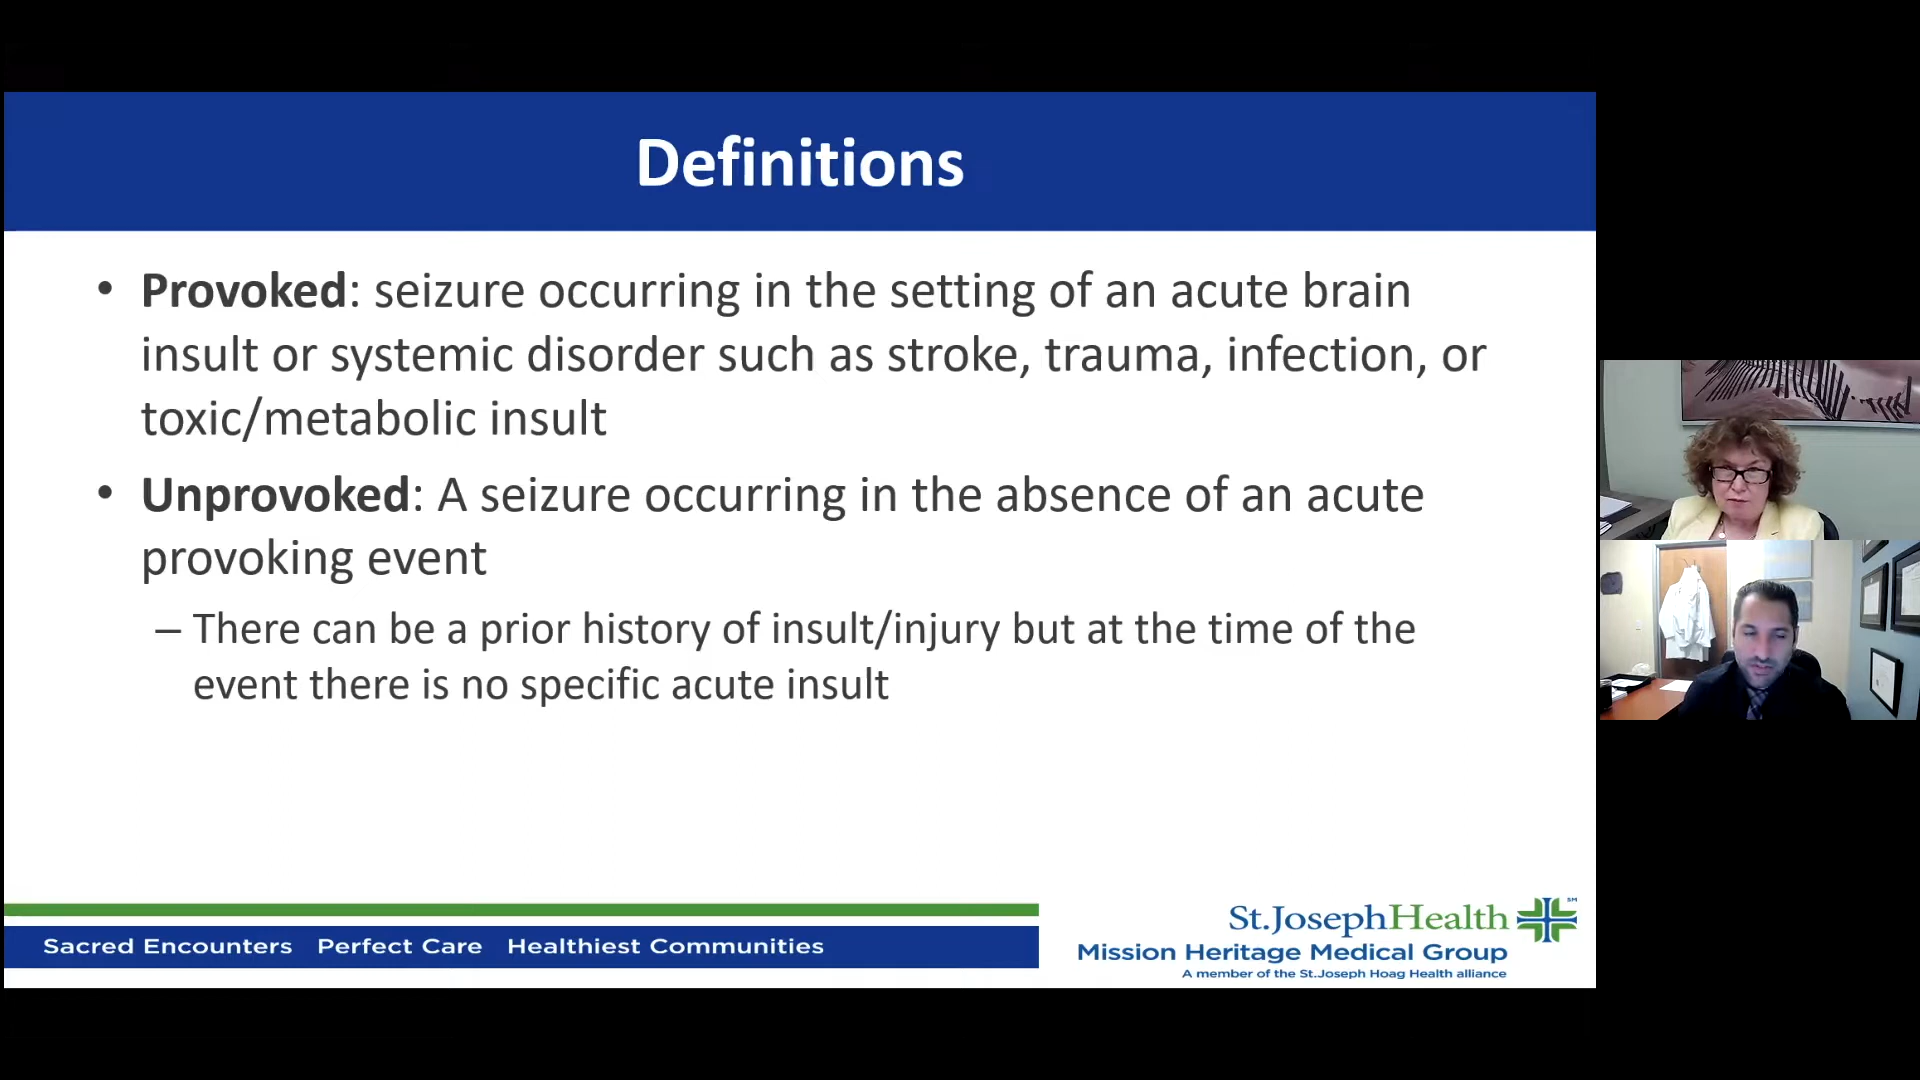 Definitions
• Provoked: seizure occurring in the setting of an acute brain
insult or systemic disorder such as stroke, trauma, infection, or
toxic/metabolic insult
• Unprovoked: A seizure occurring in the absence of an acute
provoking event
– There can be a prior history of insult/injury but at the time of the
event there is no specific acute insult
Sacred Encounters Perfect Care Healthiest Communities
St.JosephHealth SM
Mission Heritage Medical Group
A member of the St.Joseph Hoag Health alliance